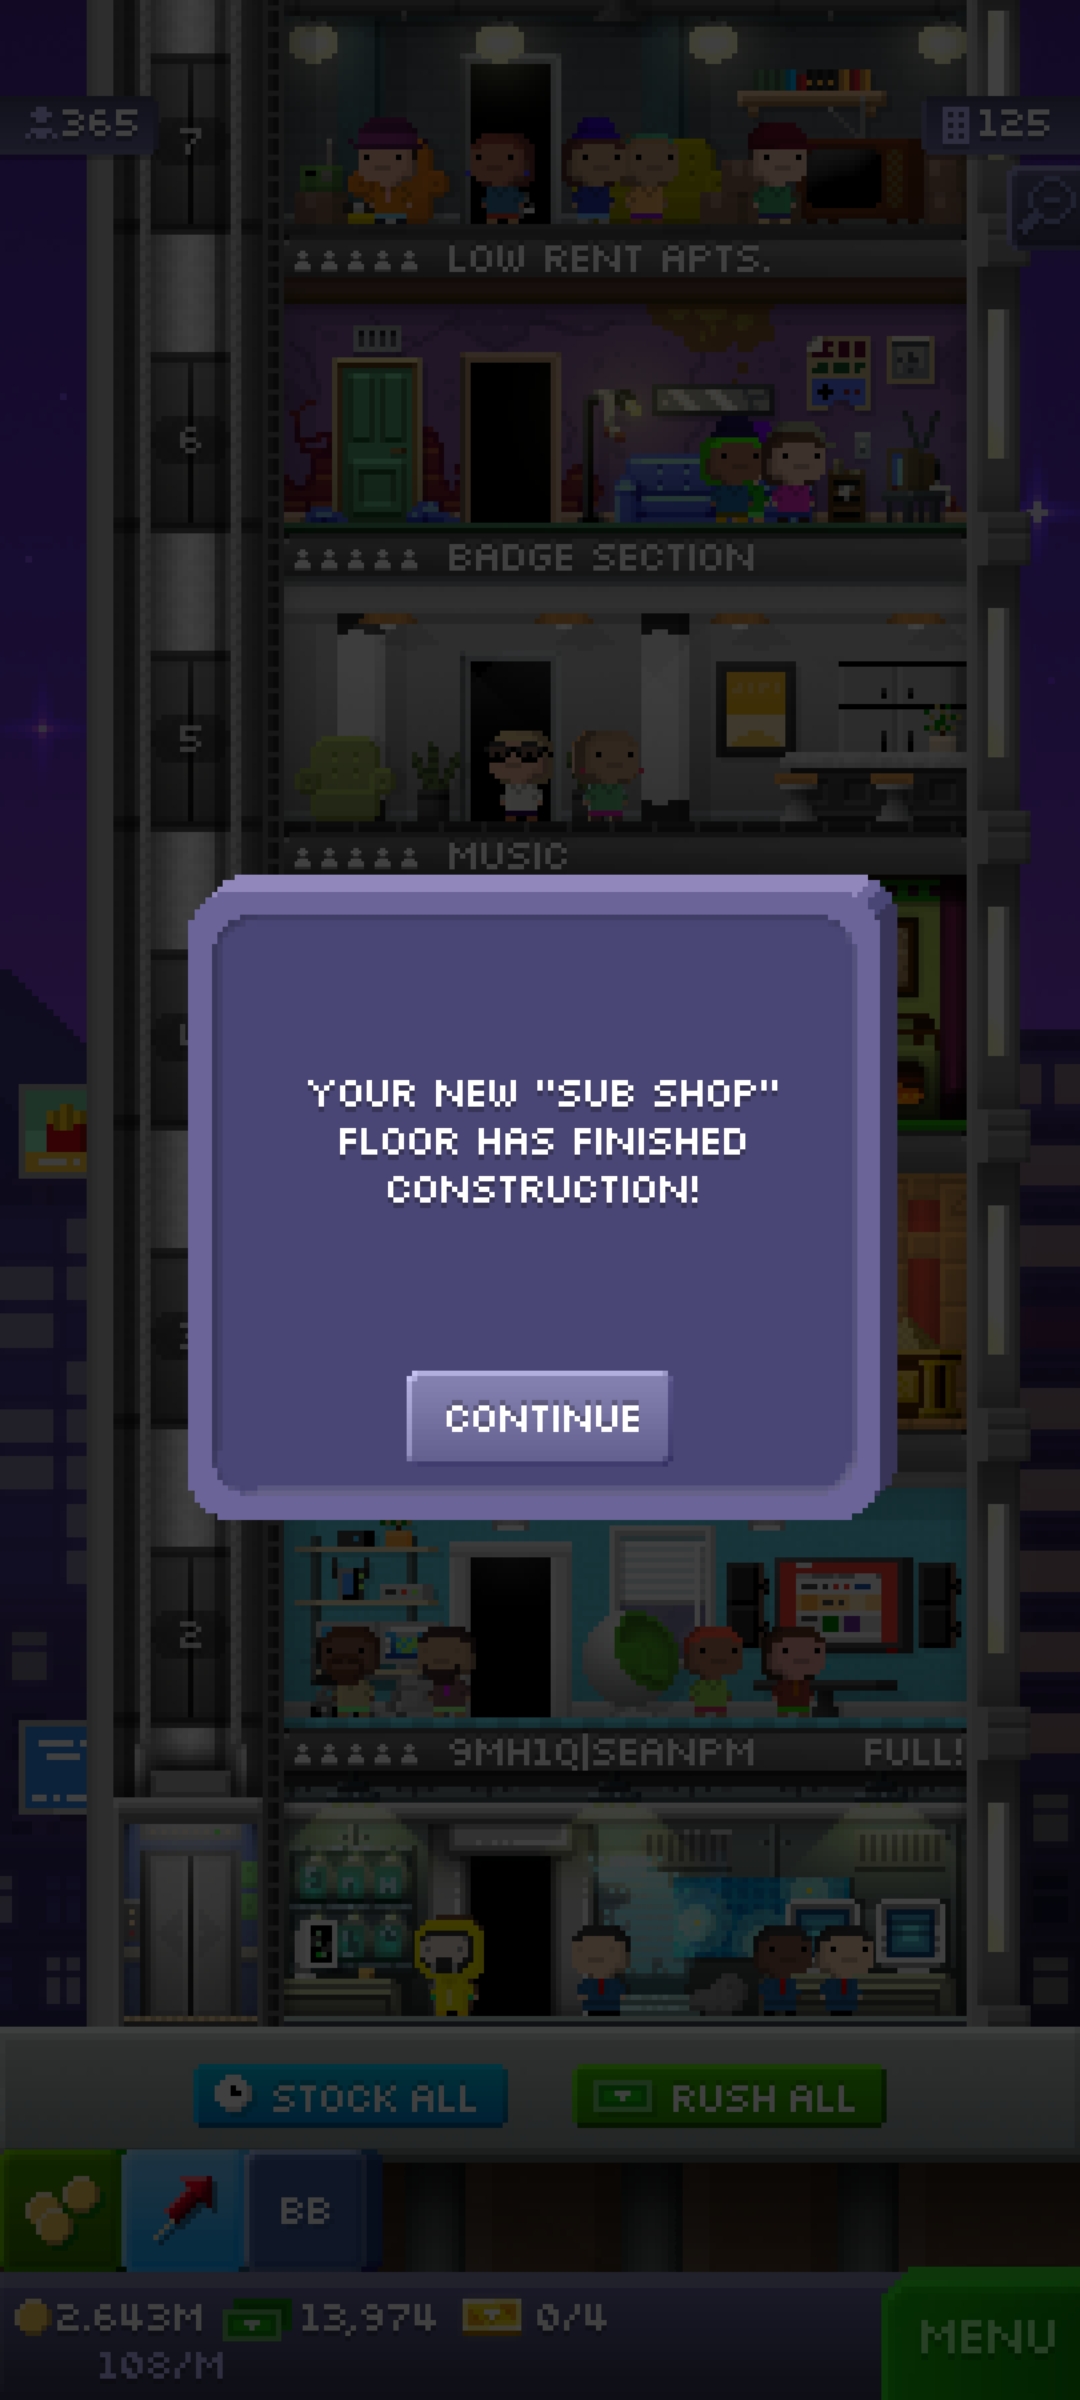 365
125
7
LOW RENT APTS.
6
BADGE SECTION
5
MUSIC
YOUR NEW "SUB SHOP"
FLOOR HAS FINISHED
CONSTRUCTION!
CONTINUE
2
9MH1Q|SEANPM FULL!
STOCK ALL
RUSH ALL
BB
2.643M 13,974 0/4
108/M
MENU